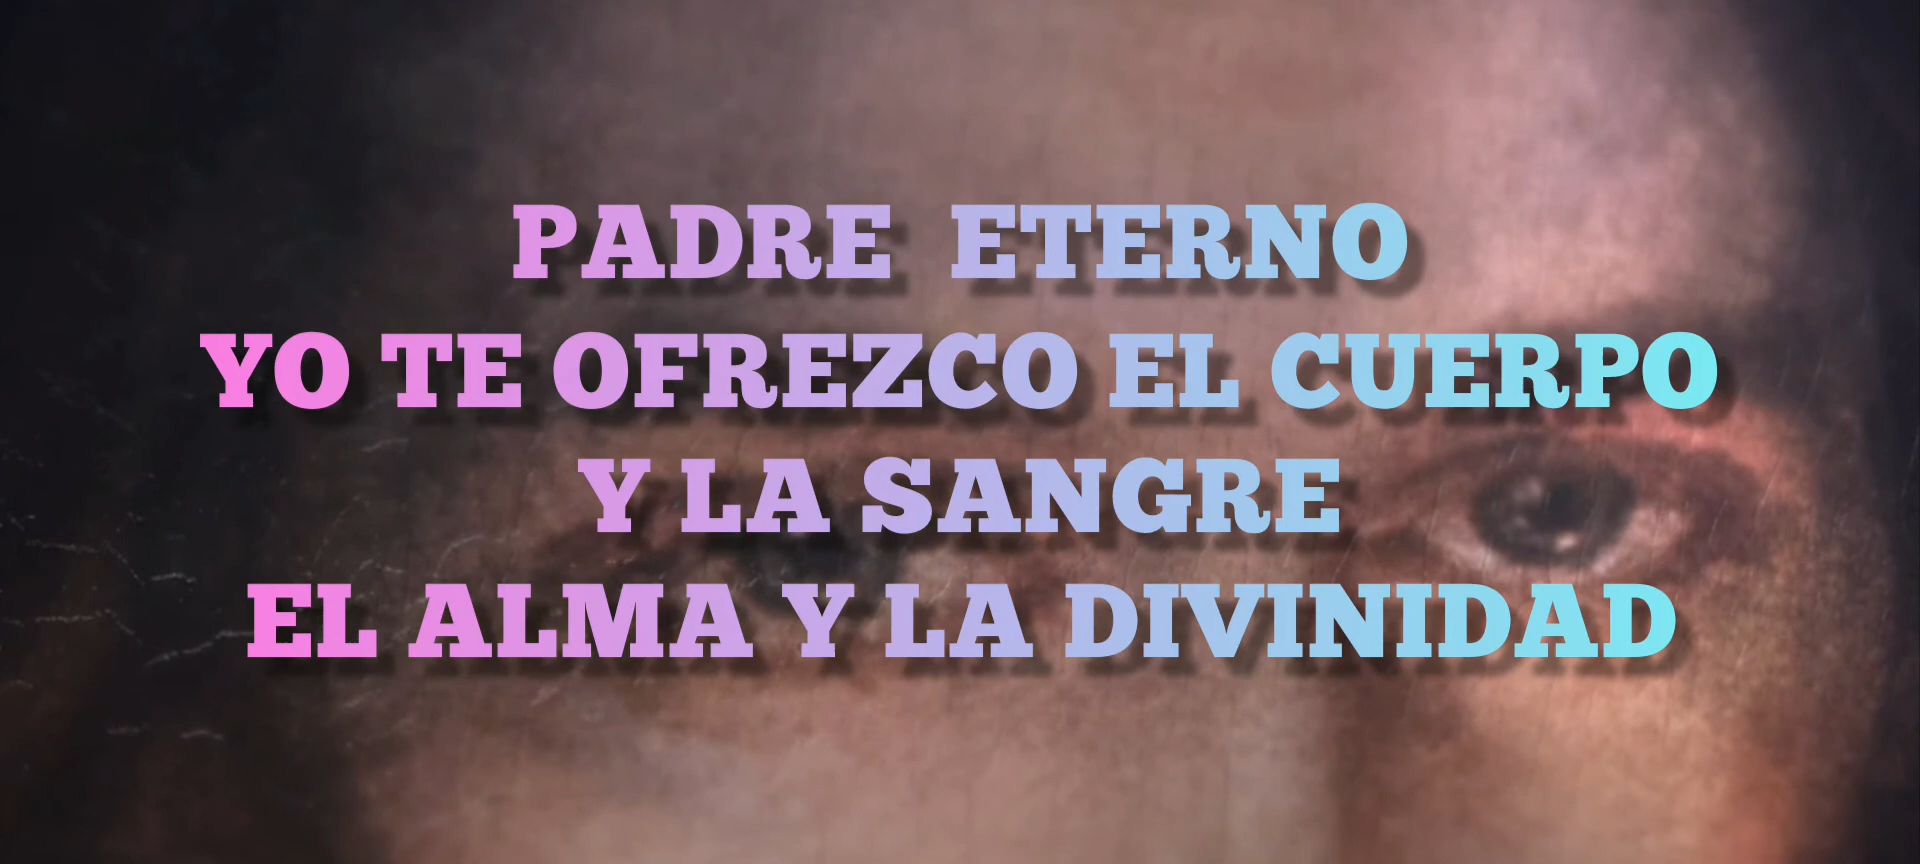 PADRE ETERNO
YO TE OFREZCO EL CUERPO
Y LA SANGRE
EL ALMA Y LA DIVINIDAD